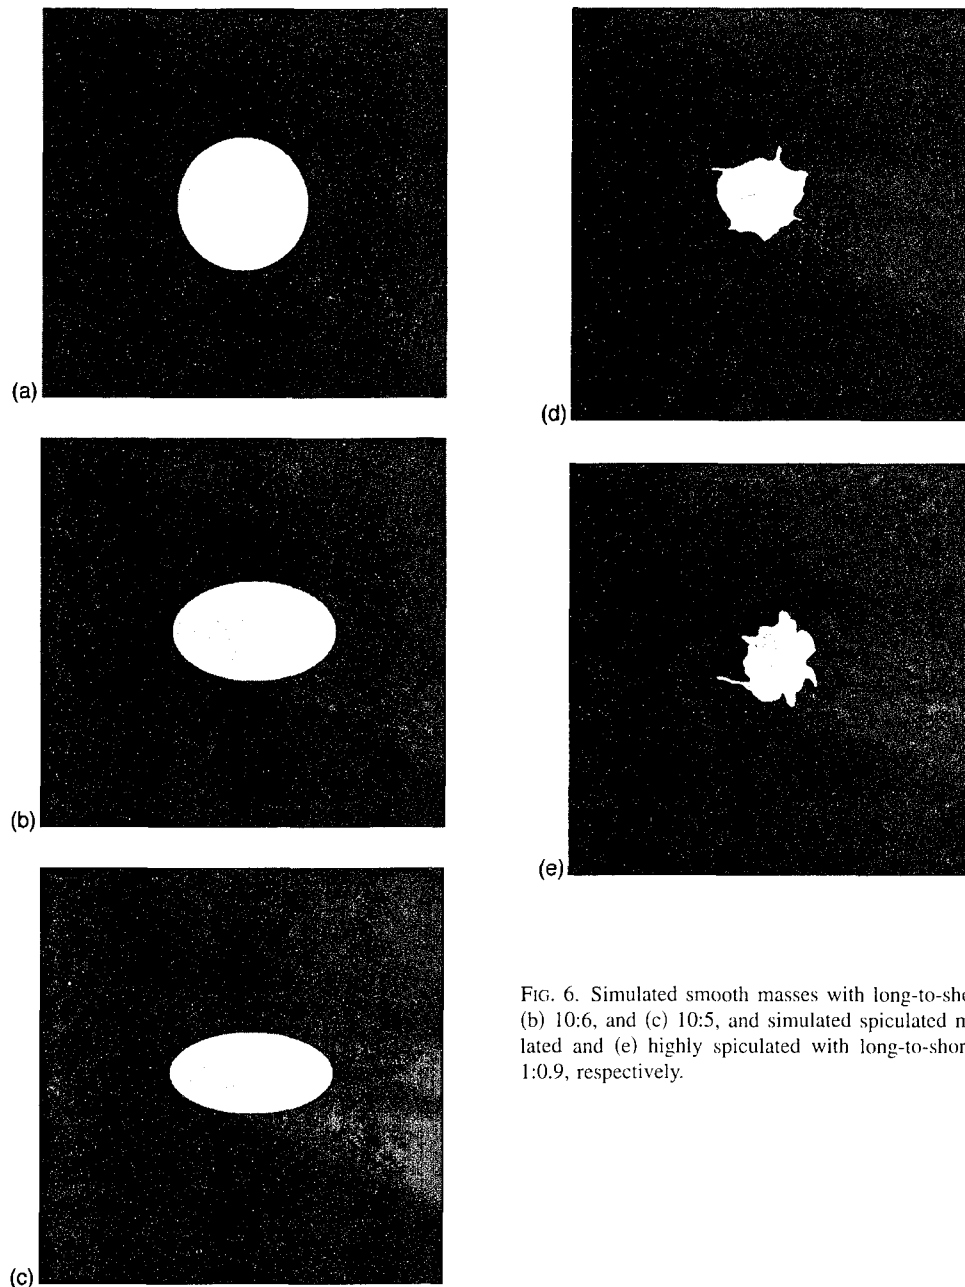 (a)
(b)
(c)
(d)
(e)
FIG. 6. Simulated smooth masses with long-to-sho
(b) 10:6, and (c) 10:5, and simulated spiculated m
lated and (e) highly spiculated with long-to-shor
1:0.9, respectively.